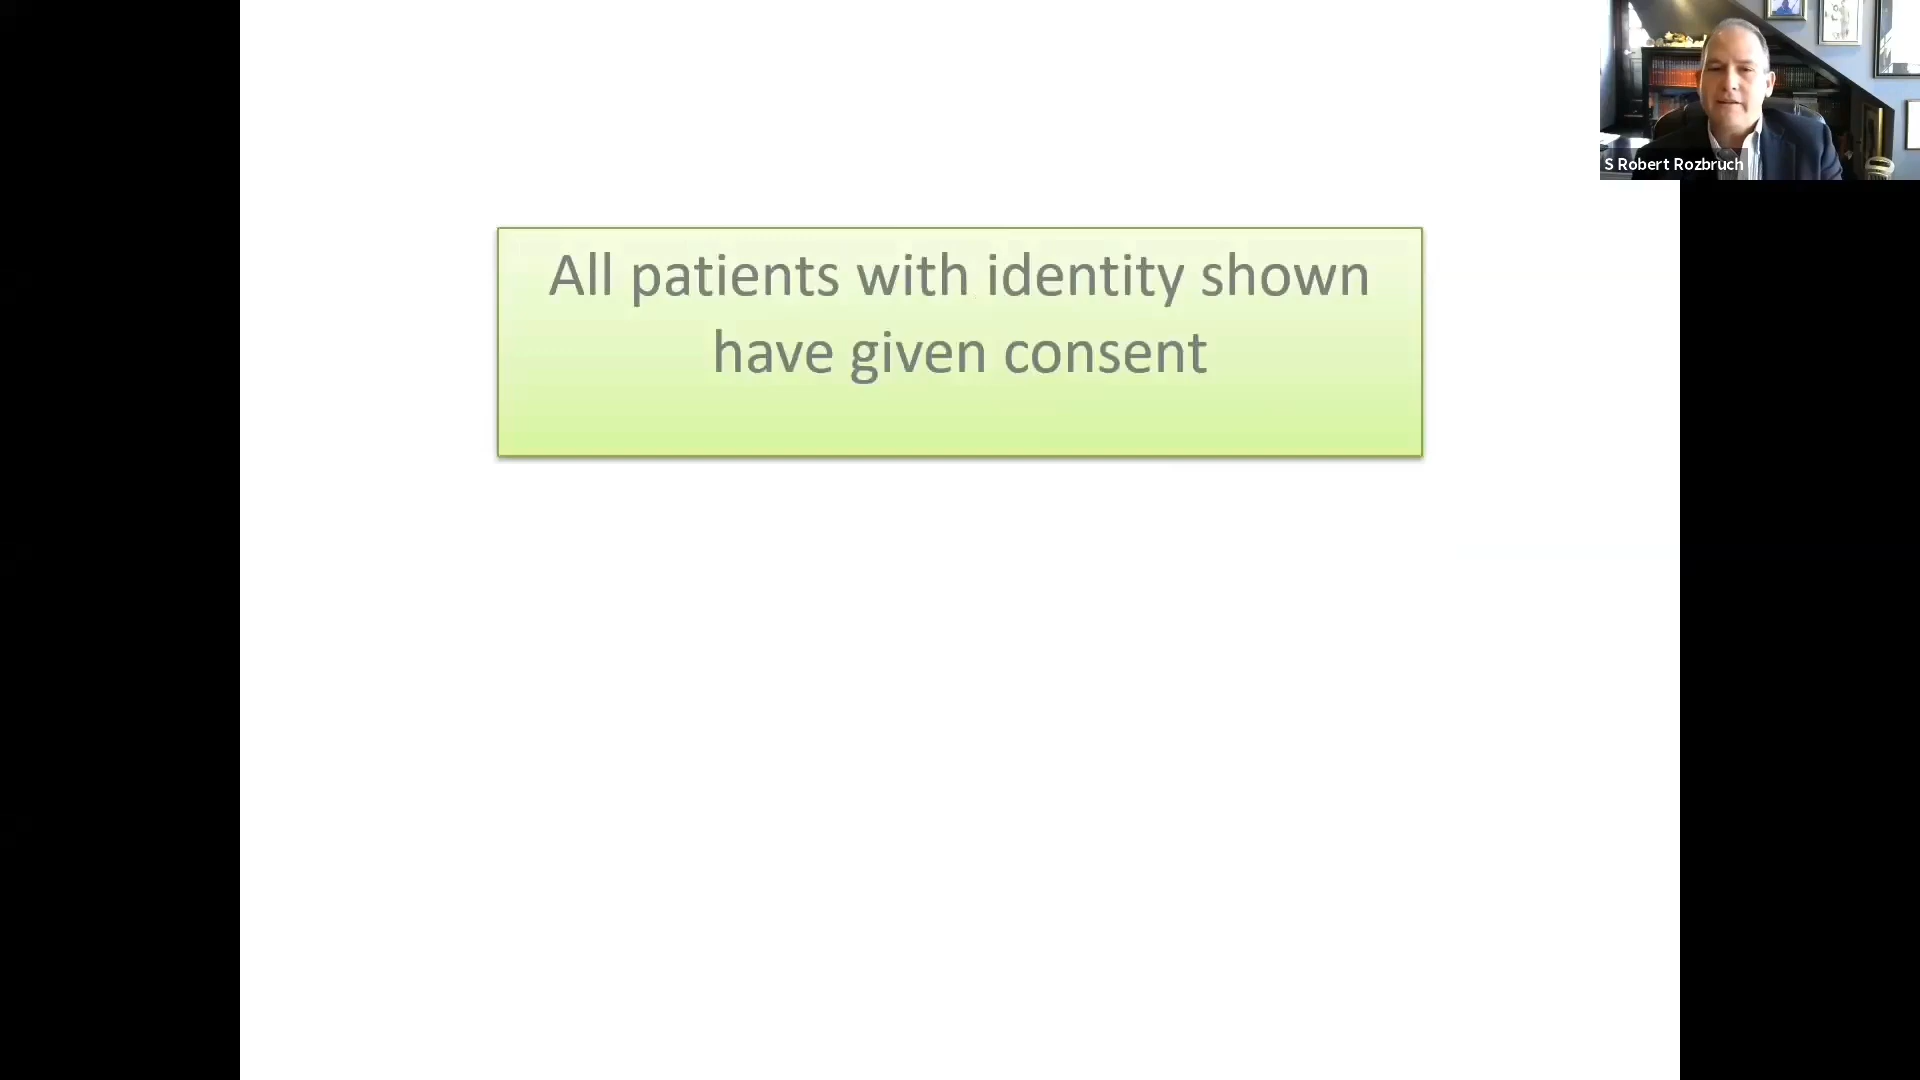 All patients with identity shown
have given consent
S Robert Rozbruch